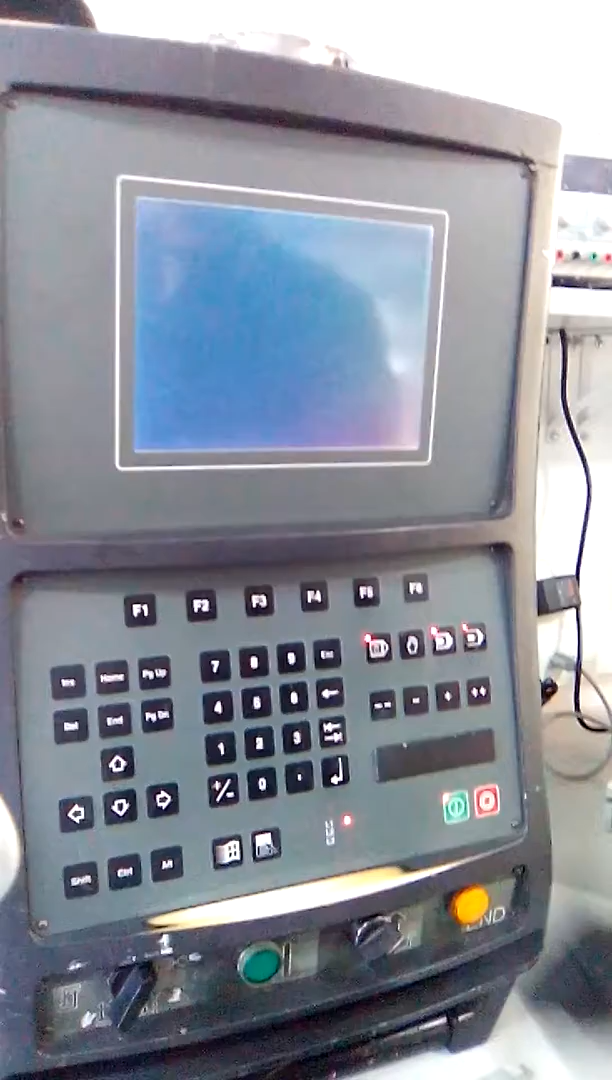 F1 F2 F3 F4 F5 F6
7 8 9 Esc
Ins Home Pg Up
4 5 6
Del End Pg Dn
1 2 3
+/- 0 .
Shift Ctrl Alt
-- - + ++
END